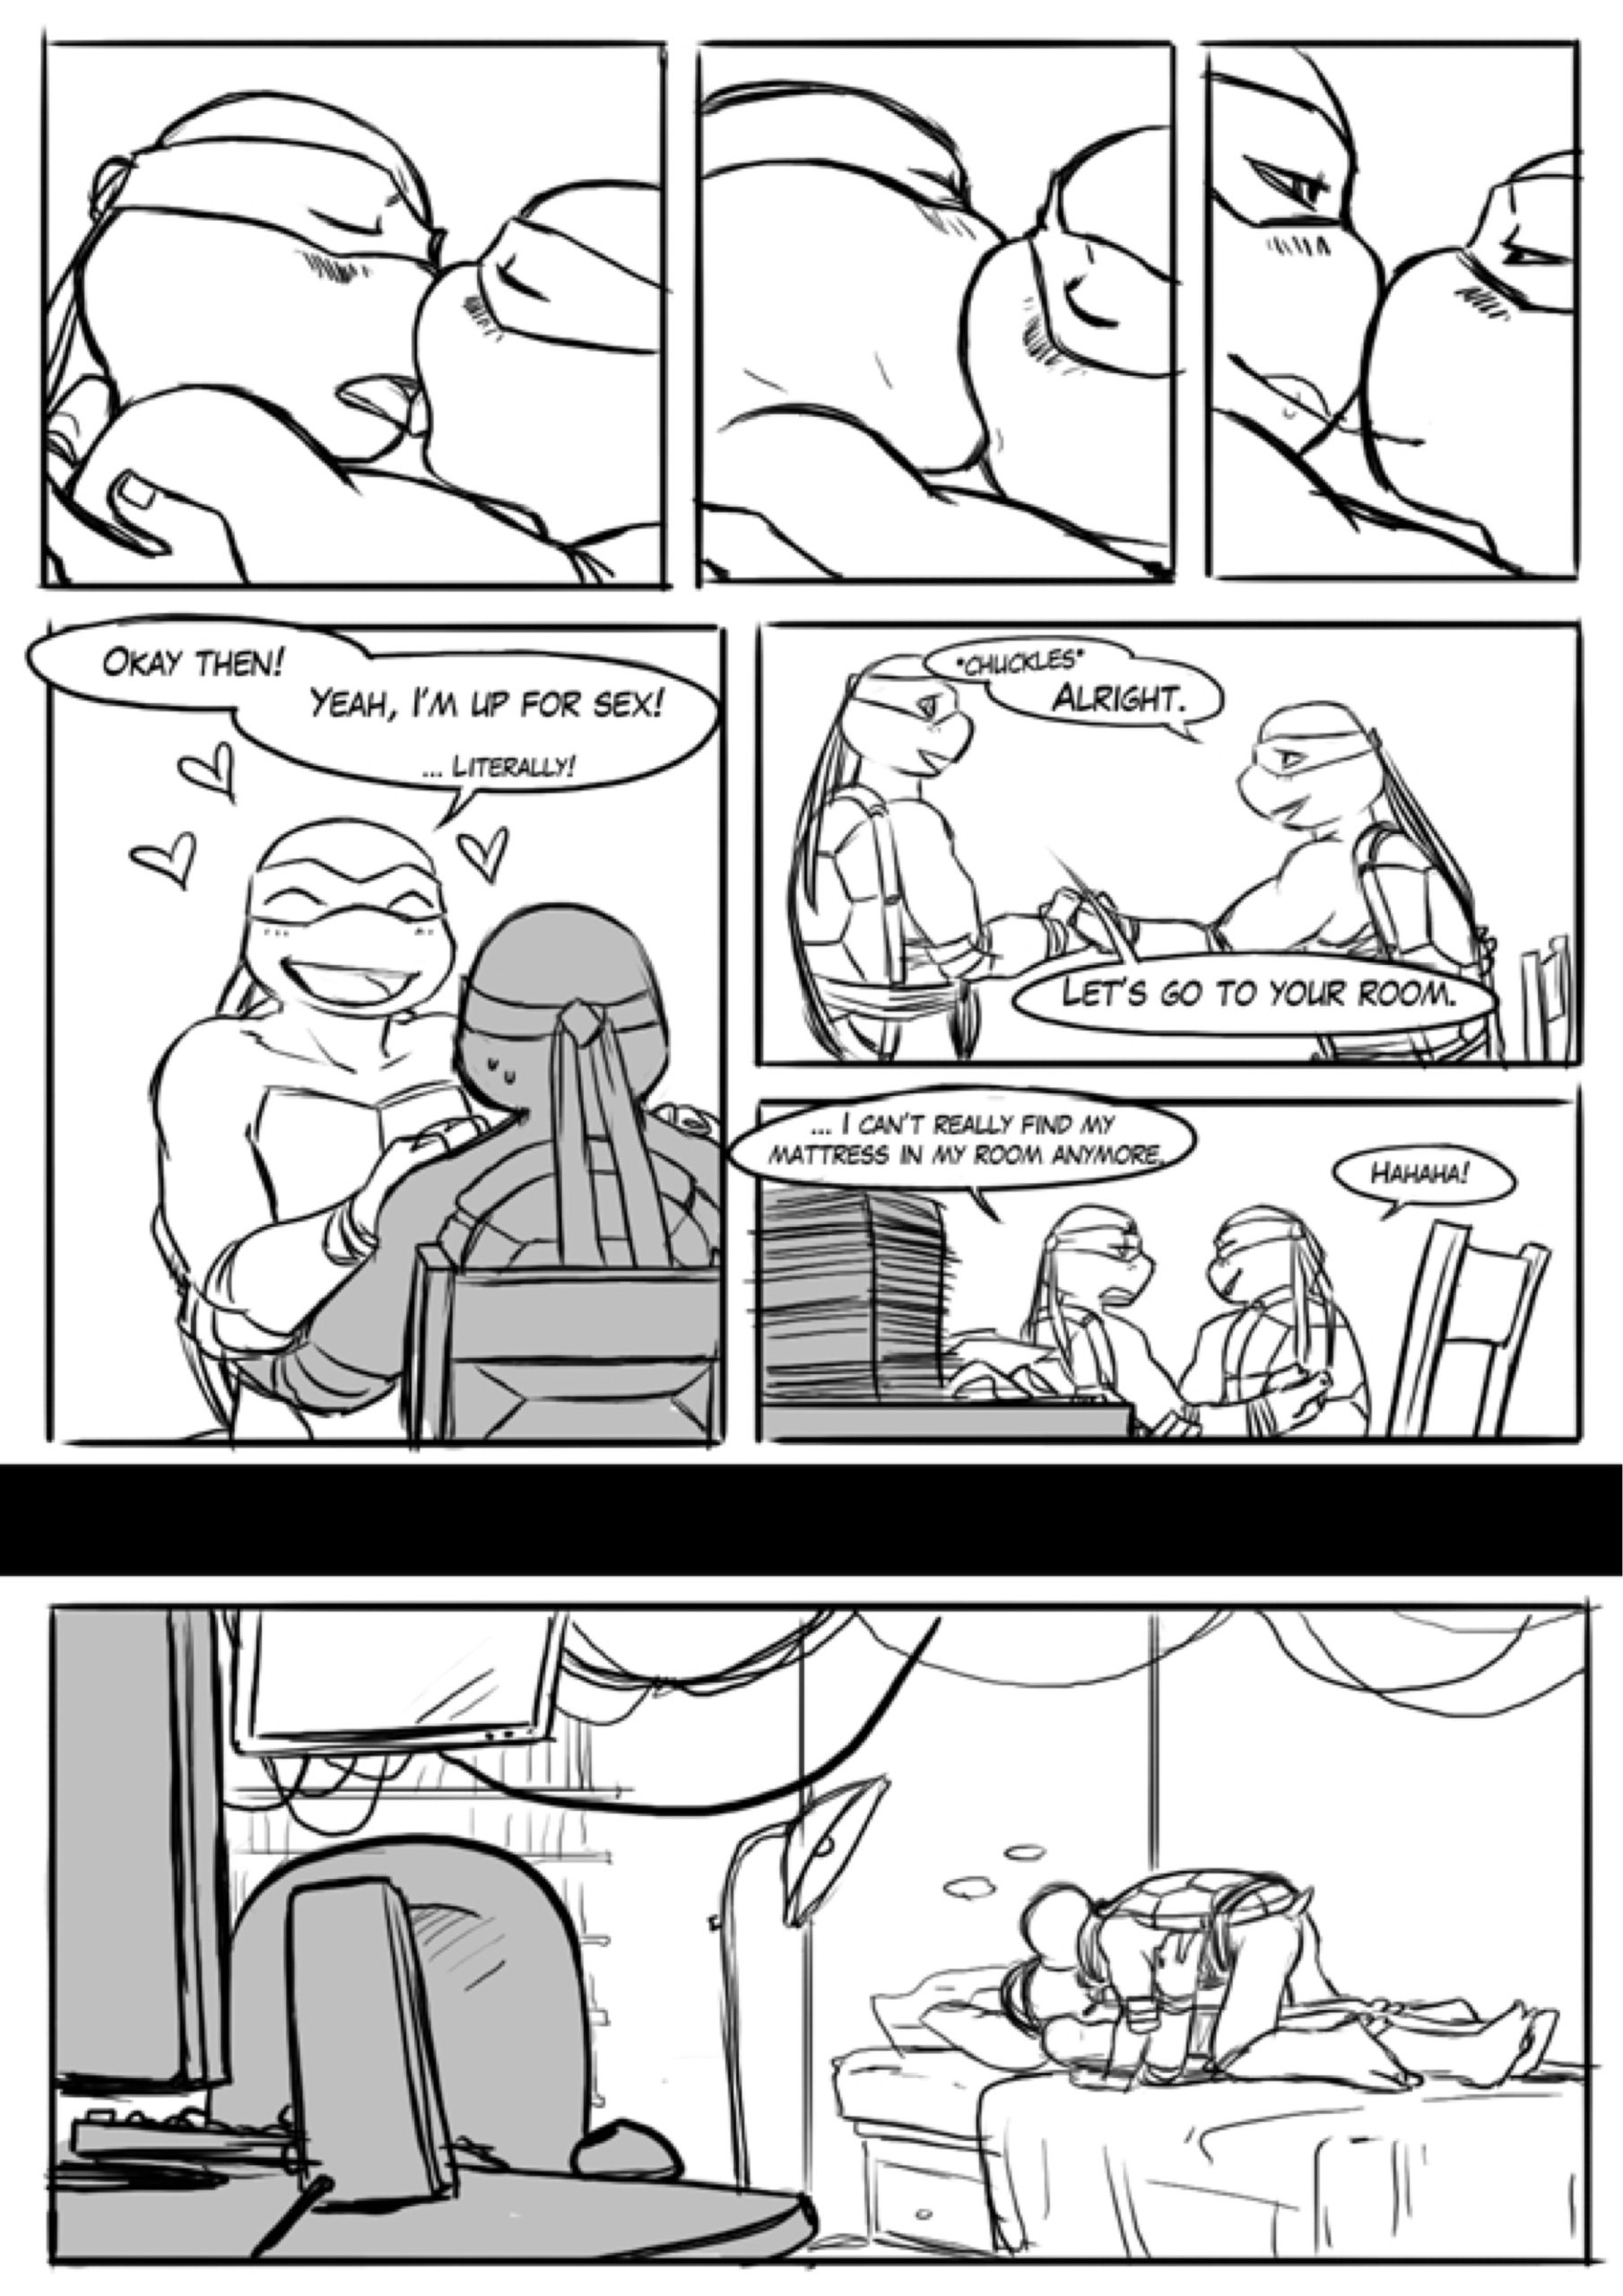 OKAY THEN!
YEAH, I'M UP FOR SEX!
... LITERALLY!
*CHUCKLES*
ALRIGHT.
LET'S GO TO YOUR ROOM.
... I CAN'T REALLY FIND MY
MATTRESS IN MY ROOM ANYMORE.
HAHAHA!